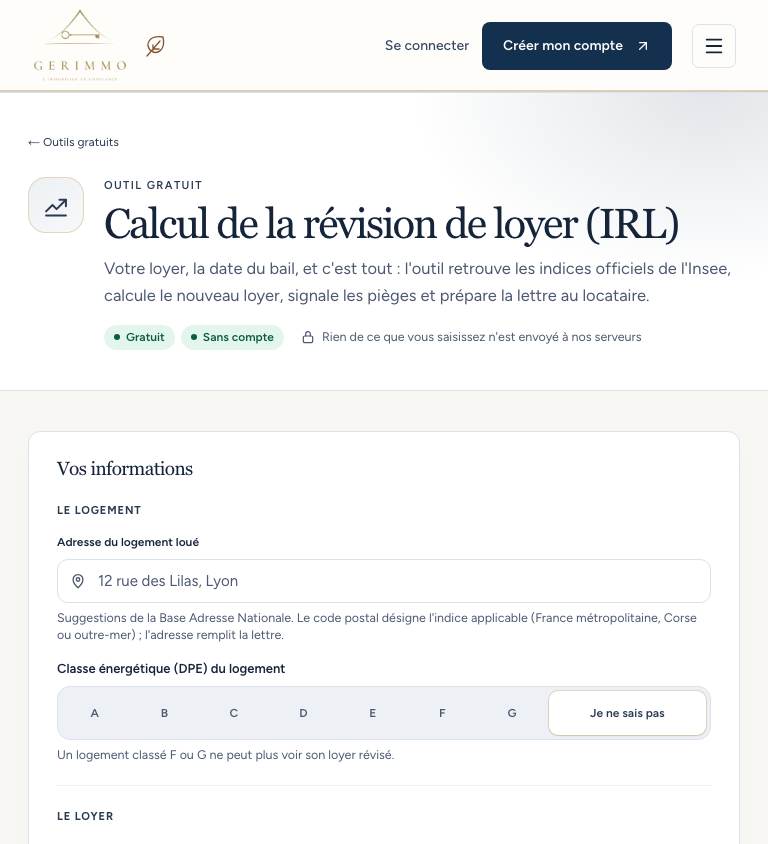 GERIMMO
L'IMMOBILIER EN CONFIANCE
Se connecter
Créer mon compte
← Outils gratuits
OUTIL GRATUIT
Calcul de la révision de loyer (IRL)
Votre loyer, la date du bail, et c'est tout : l'outil retrouve les indices officiels de l'Insee,
calcule le nouveau loyer, signale les pièges et prépare la lettre au locataire.
Gratuit
Sans compte
Rien de ce que vous saisissez n'est envoyé à nos serveurs
Vos informations
LE LOGEMENT
Adresse du logement loué
12 rue des Lilas, Lyon
Suggestions de la Base Adresse Nationale. Le code postal désigne l'indice applicable (France métropolitaine, Corse
ou outre-mer) ; l'adresse remplit la lettre.
Classe énergétique (DPE) du logement
A B C D E F G Je ne sais pas
Un logement classé F ou G ne peut plus voir son loyer révisé.
LE LOYER